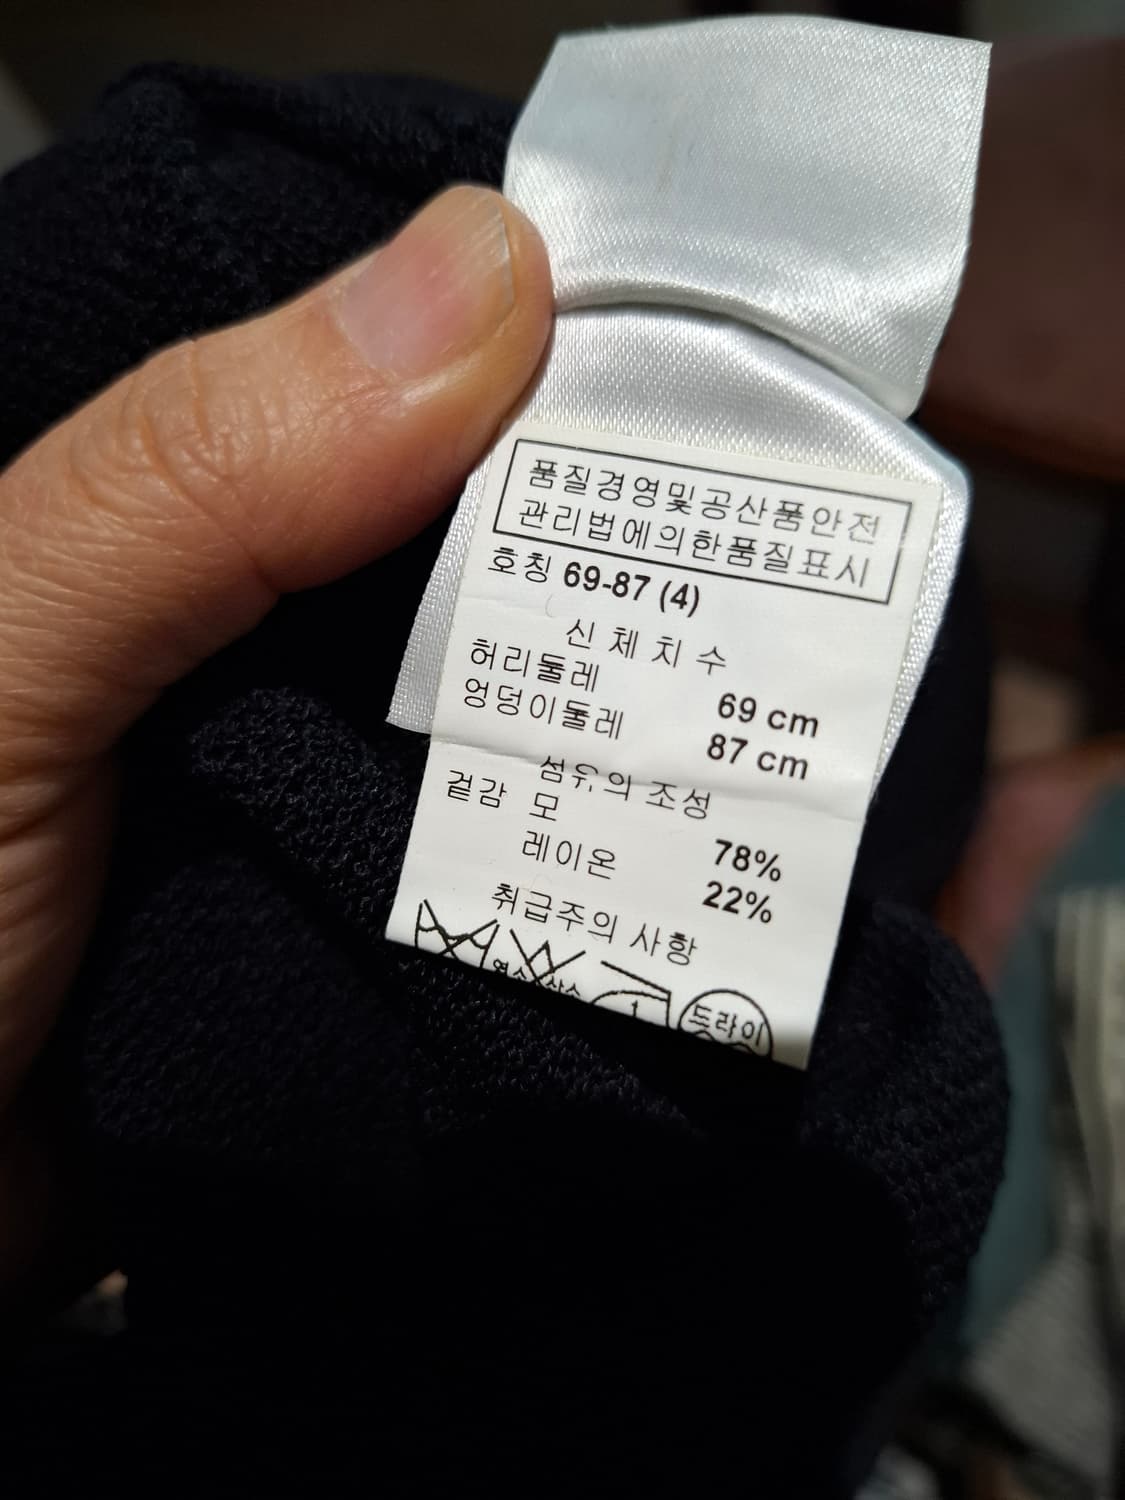 품질경영및공산품안전
관리법에의한품질표시
호칭 69-87 (4)
신체치수
허리둘레 69 cm
엉덩이둘레 87 cm
섬유의 조성
겉감 모 78%
레이온 22%
취급주의 사항
드라이